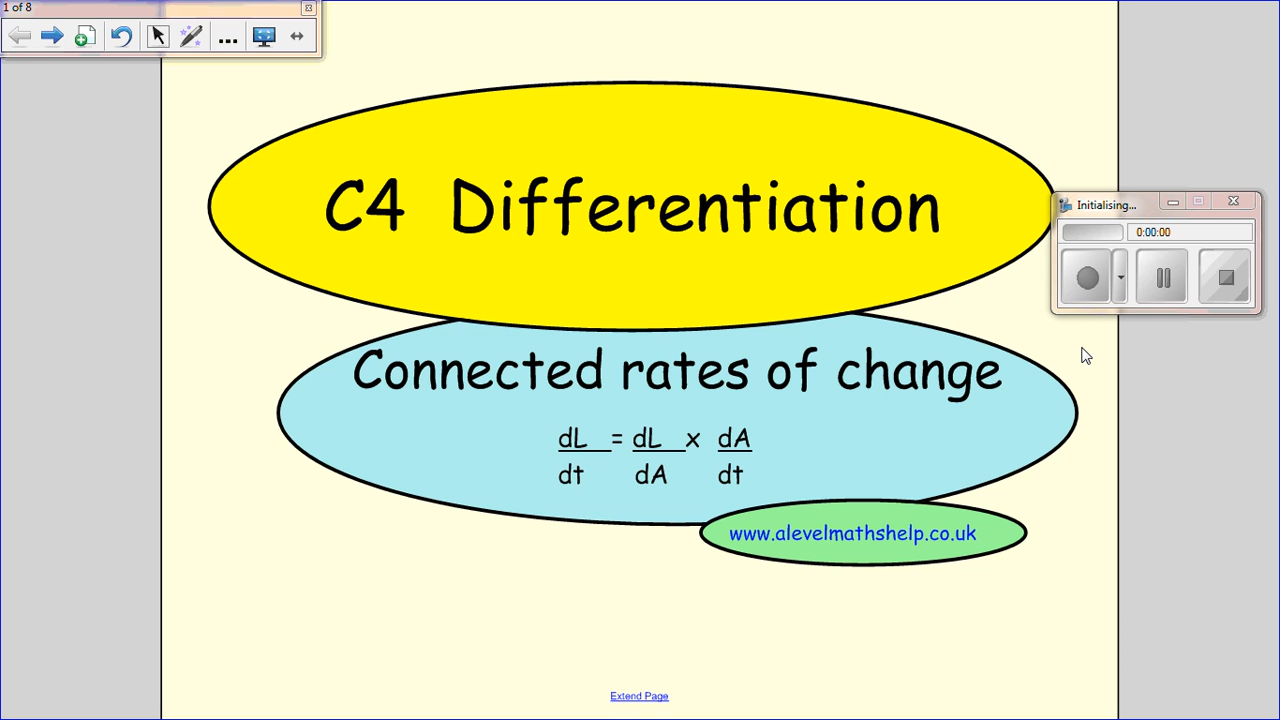 1 of 8
...
C4 Differentiation
Initialising...
0:00:00
Connected rates of change
dL = dL x dA
dt dA dt
www.alevelmathshelp.co.uk
Extend Page